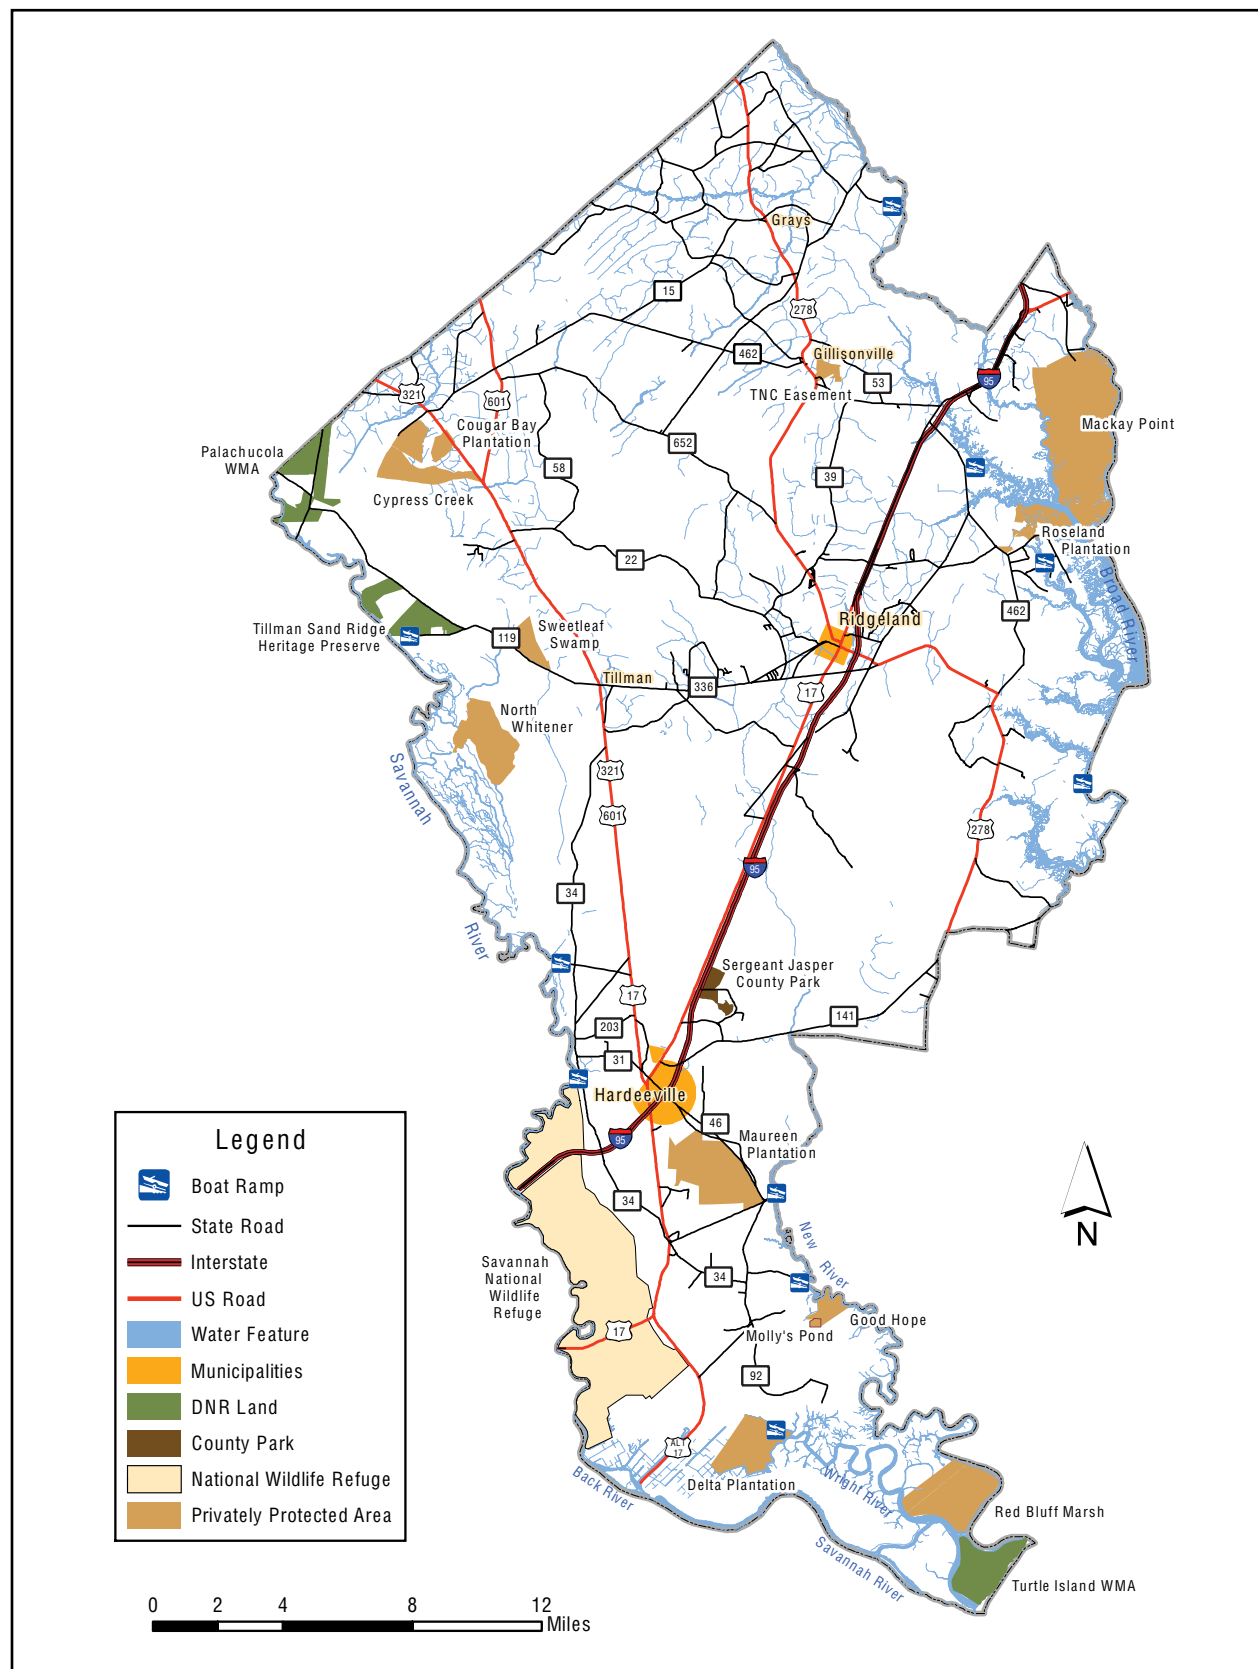 Grays
15
278
462
Gillisonville
53
95
TNC Easement
321
601
Mackay Point
Cougar Bay
Plantation
652
Palachucola
WMA
58
39
Cypress Creek
Roseland
Plantation
22
Broad River
462
Ridgeland
Tillman Sand Ridge
Heritage Preserve
119
Sweetleaf
Swamp
Tillman
336
17
North
Whitener
Savannah
321
601
278
95
34
River
Sergeant Jasper
County Park
17
203
141
31
Hardeeville
46
95
Maureen
Plantation
34
New River
Savannah
National
Wildlife
Refuge
34
17
Good Hope
Molly's Pond
92
ALT
17
Back River
Delta Plantation
Wright River
Red Bluff Marsh
Savannah River
Turtle Island WMA
N
Legend
Boat Ramp
State Road
Interstate
US Road
Water Feature
Municipalities
DNR Land
County Park
National Wildlife Refuge
Privately Protected Area
0 2 4 8 12
Miles